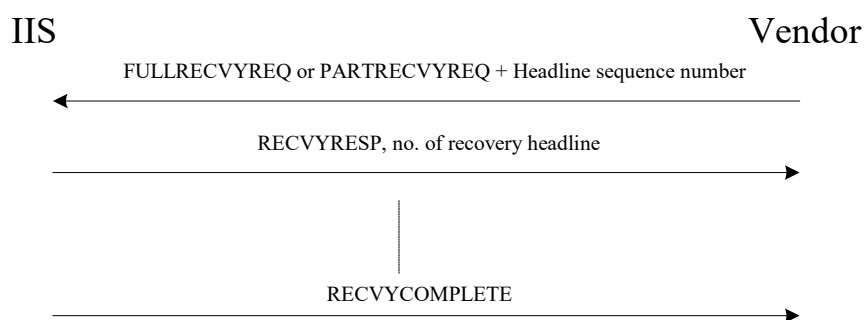 IIS
Vendor
FULLRECVYREQ or PARTRECVYREQ + Headline sequence number
RECVYRESP, no. of recovery headline
RECVYCOMPLETE